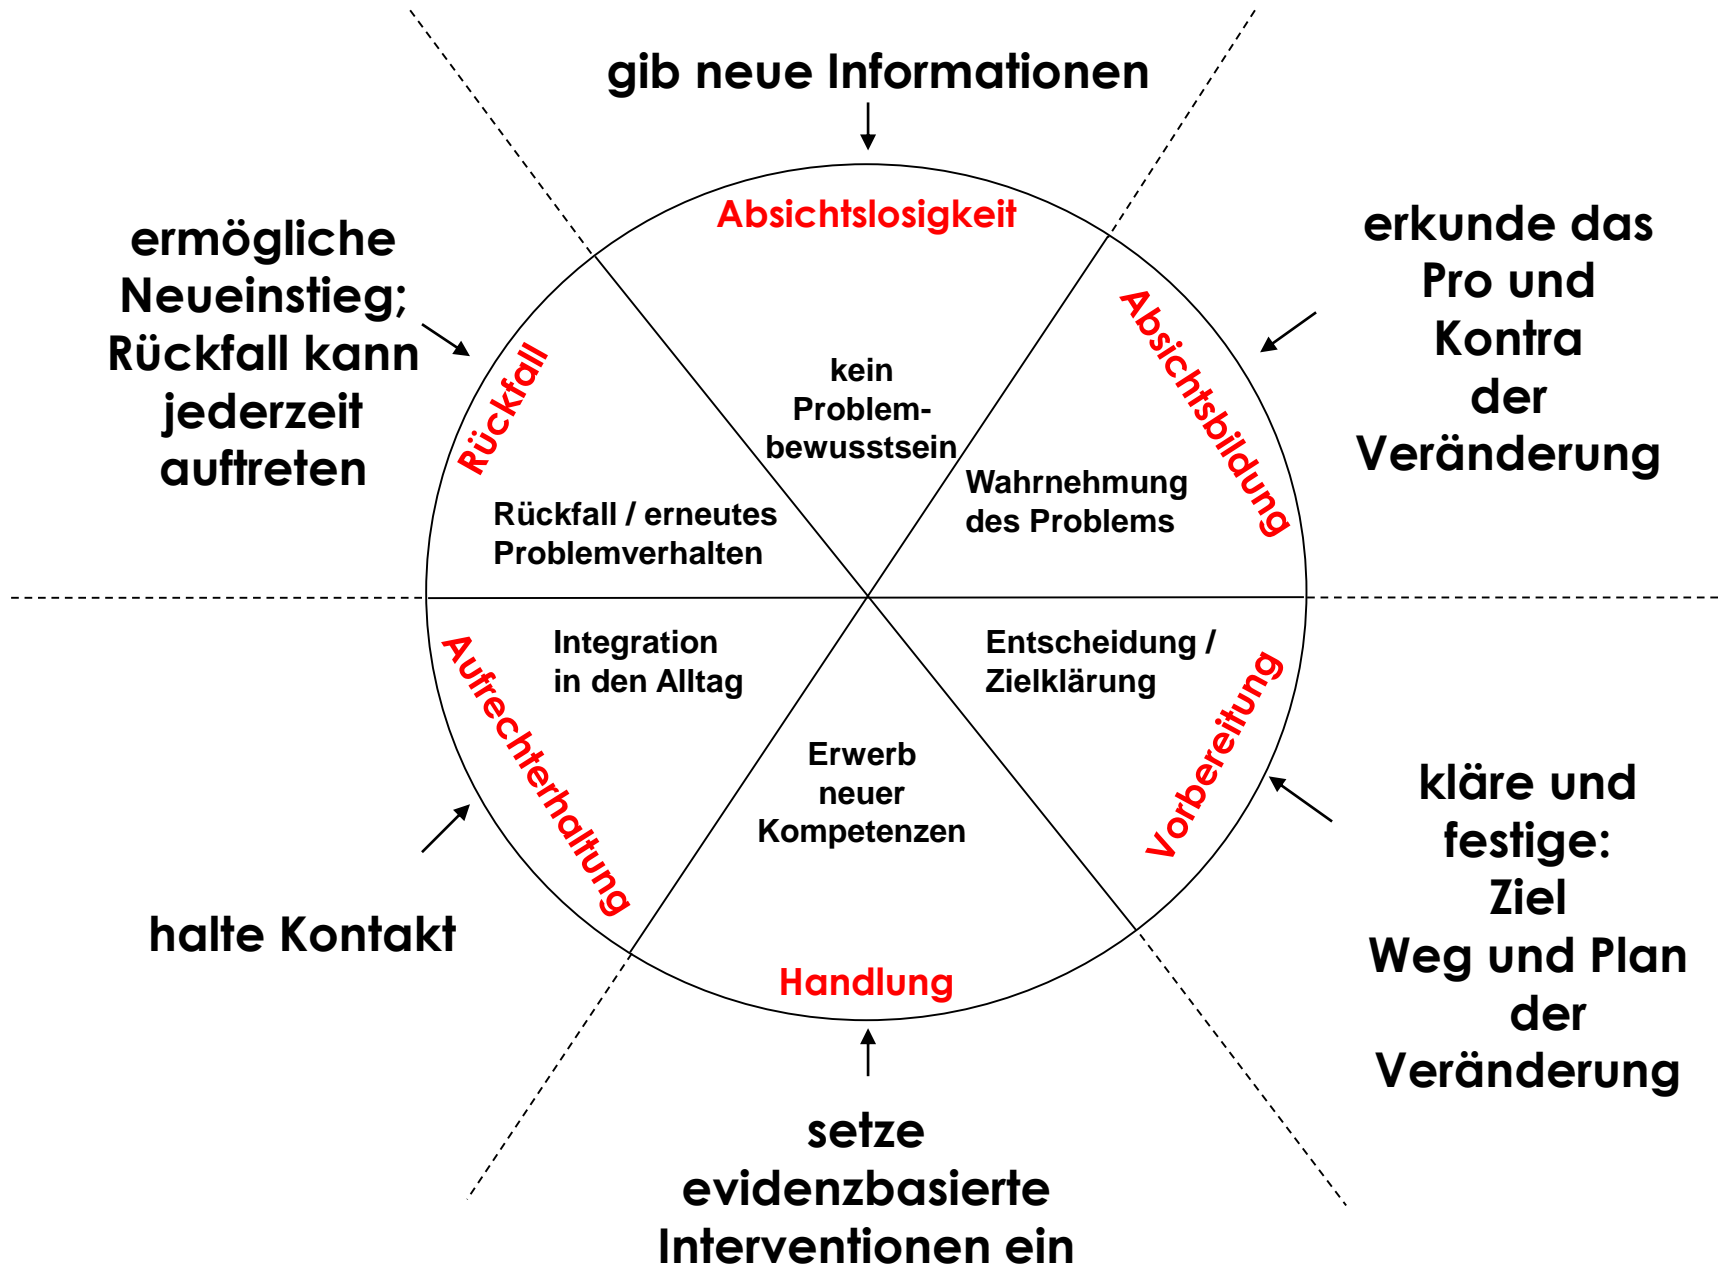 gib neue Informationen
Absichtslosigkeit
kein
Problem-
bewusstsein
erkunde das
Pro und
Kontra
der
Veränderung
Absichtsbildung
Wahrnehmung
des Problems
Entscheidung /
Zielklärung
Vorbereitung
kläre und
festige:
Ziel
Weg und Plan
der
Veränderung
Erwerb
neuer
Kompetenzen
Handlung
setze
evidenzbasierte
Interventionen ein
Integration
in den Alltag
Aufrechterhaltung
halte Kontakt
ermögliche
Neueinstieg;
Rückfall kann
jederzeit
auftreten
Rückfall
Rückfall / erneutes
Problemverhalten